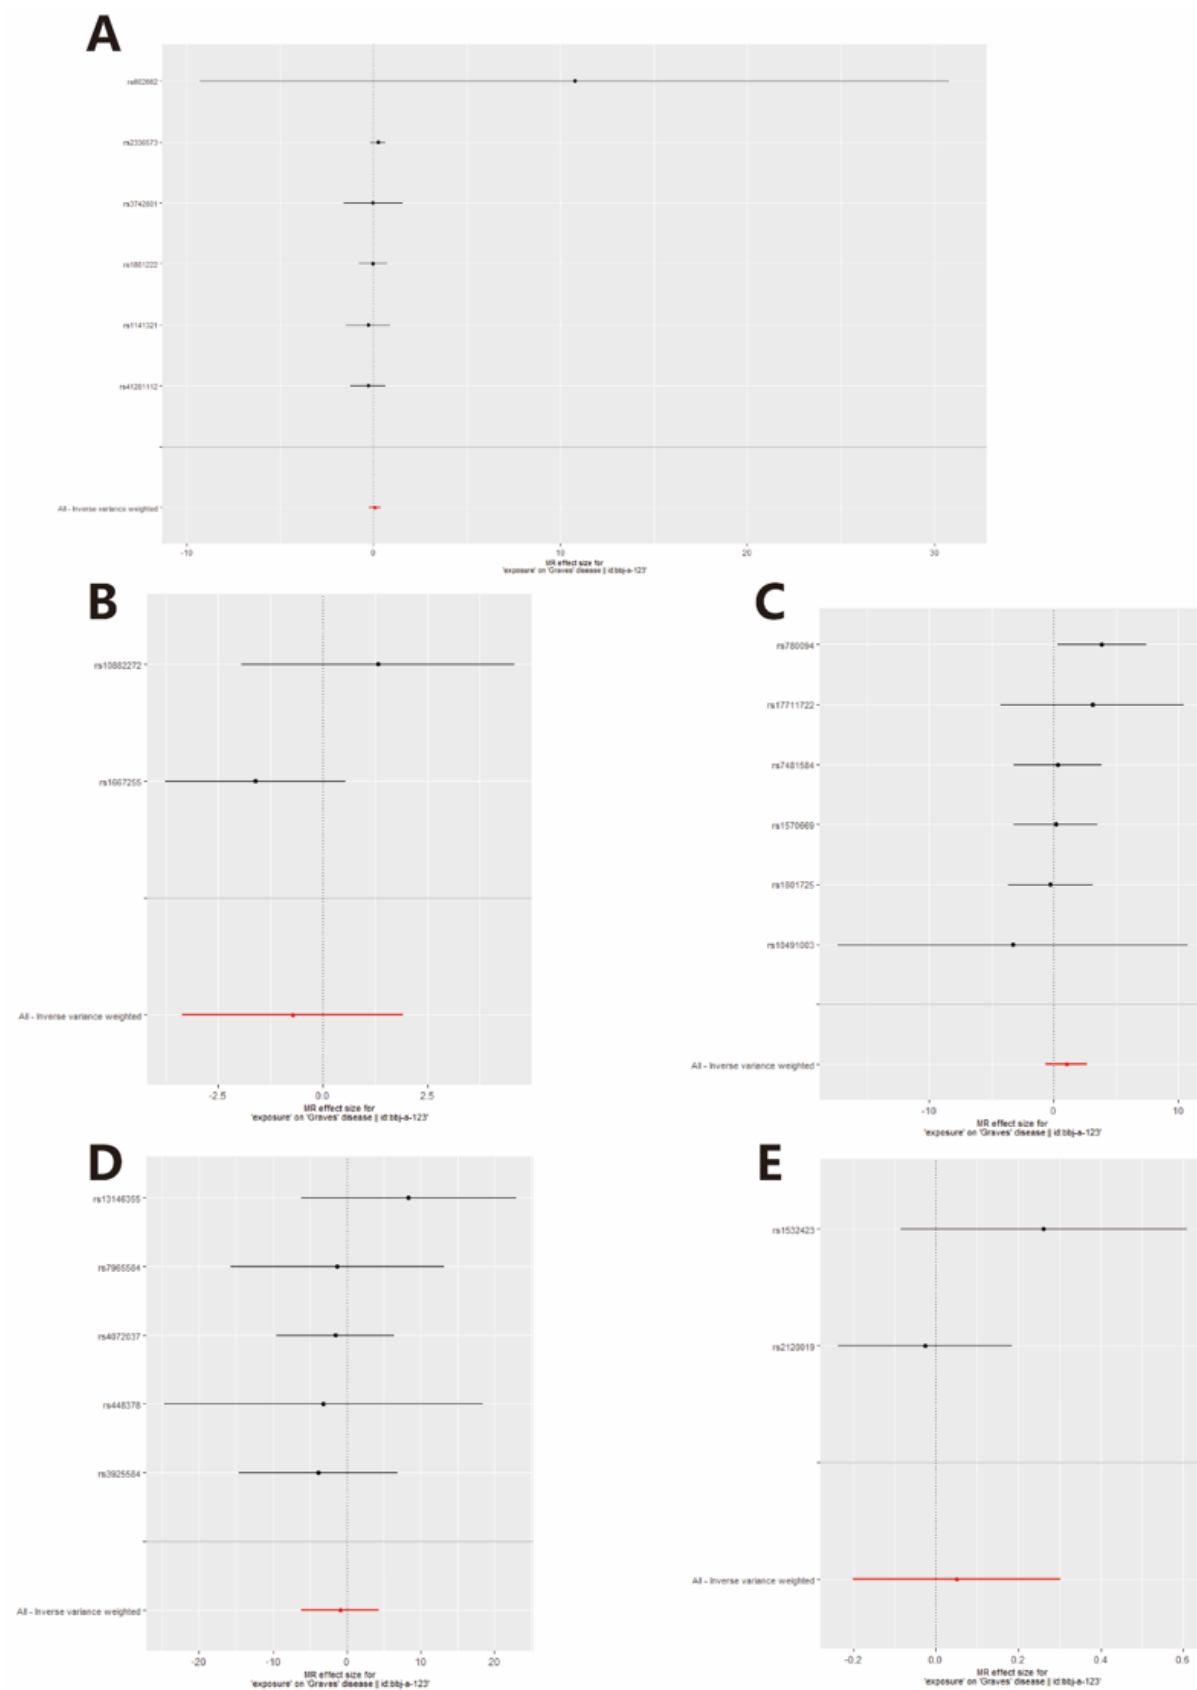 A
rs602662
rs2336573
rs3742801
rs1801222
rs1141321
rs41281112
All - Inverse variance weighted
-10 0 10 20 30
MR effect size for
'exposure' on 'Graves' disease || id:bbj-a-123'
B
rs10882272
rs1667255
All - Inverse variance weighted
-2.5 0.0 2.5
MR effect size for
'exposure' on 'Graves' disease || id:bbj-a-123'
C
rs780094
rs17711722
rs7481584
rs1570669
rs1801725
rs10491003
All - Inverse variance weighted
-10 0 10
MR effect size for
'exposure' on 'Graves' disease || id:bbj-a-123'
D
rs13146355
rs7965584
rs4072037
rs448378
rs3925584
All - Inverse variance weighted
-20 -10 0 10 20
MR effect size for
'exposure' on 'Graves' disease || id:bbj-a-123'
E
rs1532423
rs2120019
All - Inverse variance weighted
-0.2 0.0 0.2 0.4 0.6
MR effect size for
'exposure' on 'Graves' disease || id:bbj-a-123'